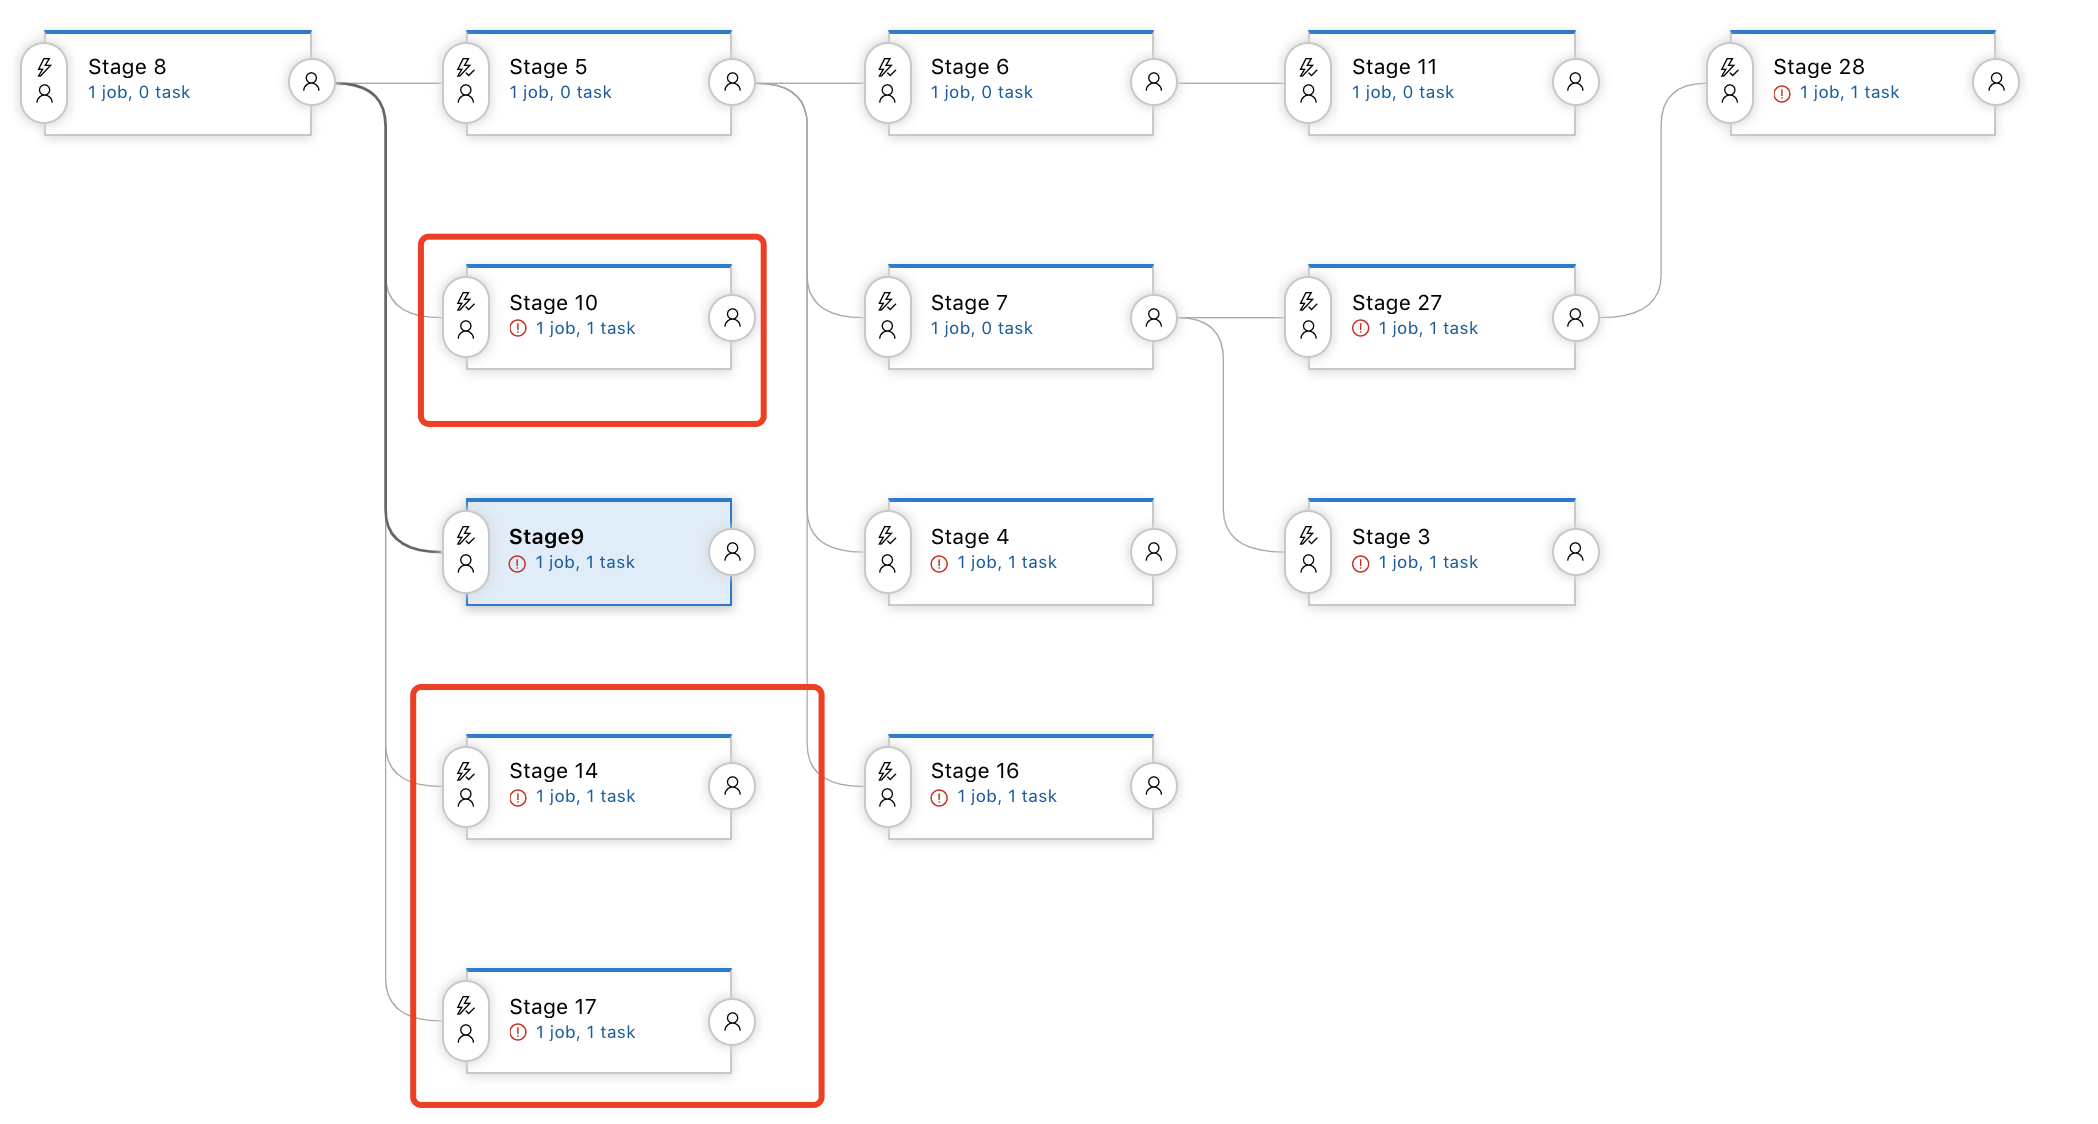 Stage 8
1 job, 0 task
Stage 5
1 job, 0 task
Stage 6
1 job, 0 task
Stage 11
1 job, 0 task
Stage 28
1 job, 1 task
Stage 10
1 job, 1 task
Stage 7
1 job, 0 task
Stage 27
1 job, 1 task
Stage9
1 job, 1 task
Stage 4
1 job, 1 task
Stage 3
1 job, 1 task
Stage 14
1 job, 1 task
Stage 16
1 job, 1 task
Stage 17
1 job, 1 task